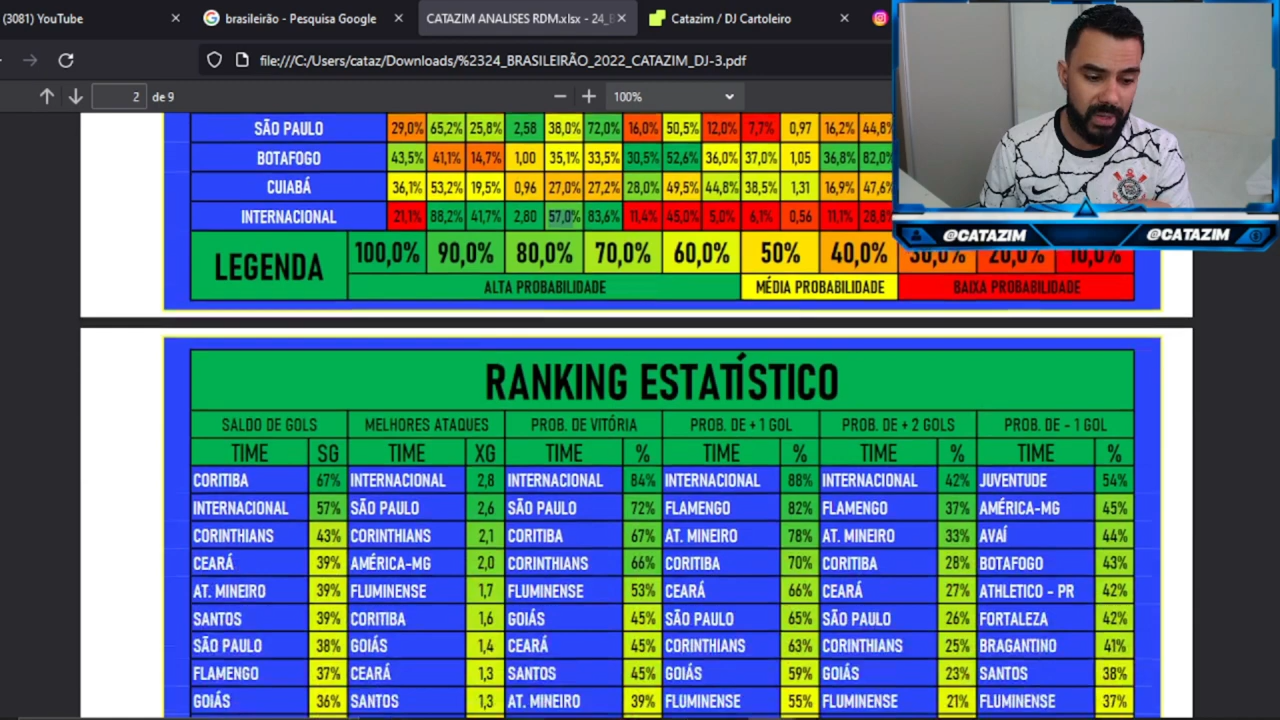 (3081) YouTube × brasileirão - Pesquisa Google × CATAZIM ANALISES RDM.xlsx - 24_ × Catazim / DJ Cartoleiro ×
file:///C:/Users/cataz/Downloads/%2324_BRASILEIRÃO_2022_CATAZIM_DJ-3.pdf
2 de 9 − + 100%
SÃO PAULO 29,0% 65,2% 25,8% 2,58 38,0% 72,0% 16,0% 50,5% 12,0% 7,7% 0,97 16,2% 44,8%
BOTAFOGO 43,5% 41,1% 14,7% 1,00 35,1% 33,5% 30,5% 52,6% 36,0% 37,0% 1,05 36,8% 82,0%
CUIABÁ 36,1% 53,2% 19,5% 0,96 27,0% 27,2% 28,0% 49,5% 44,8% 38,5% 1,31 16,9% 47,6%
INTERNACIONAL 21,1% 88,2% 41,7% 2,80 57,0% 83,6% 11,4% 45,0% 5,0% 6,1% 0,56 11,1% 28,8%
@CATAZIM @CATAZIM
LEGENDA 100,0% 90,0% 80,0% 70,0% 60,0% 50% 40,0% 30,0% 20,0% 10,0%
ALTA PROBABILIDADE MÉDIA PROBABILIDADE BAIXA PROBABILIDADE
RANKING ESTATÍSTICO
SALDO DE GOLS MELHORES ATAQUES PROB. DE VITÓRIA PROB. DE + 1 GOL PROB. DE + 2 GOLS PROB. DE - 1 GOL
TIME SG TIME XG TIME % TIME % TIME % TIME %
CORITIBA 67% INTERNACIONAL 2,8 INTERNACIONAL 84% INTERNACIONAL 88% INTERNACIONAL 42% JUVENTUDE 54%
INTERNACIONAL 57% SÃO PAULO 2,6 SÃO PAULO 72% FLAMENGO 82% FLAMENGO 37% AMÉRICA-MG 45%
CORINTHIANS 43% CORINTHIANS 2,1 CORITIBA 67% AT. MINEIRO 78% AT. MINEIRO 33% AVAÍ 44%
CEARÁ 39% AMÉRICA-MG 2,0 CORINTHIANS 66% CORITIBA 70% CORITIBA 28% BOTAFOGO 43%
AT. MINEIRO 39% FLUMINENSE 1,7 FLUMINENSE 53% CEARÁ 66% CEARÁ 27% ATHLETICO - PR 42%
SANTOS 39% CORITIBA 1,6 GOIÁS 45% SÃO PAULO 65% SÃO PAULO 26% FORTALEZA 42%
SÃO PAULO 38% GOIÁS 1,4 CEARÁ 45% CORINTHIANS 63% CORINTHIANS 25% BRAGANTINO 41%
FLAMENGO 37% CEARÁ 1,3 SANTOS 45% GOIÁS 59% GOIÁS 23% SANTOS 38%
GOIÁS 36% SANTOS 1,3 AT. MINEIRO 39% FLUMINENSE 55% FLUMINENSE 21% FLUMINENSE 37%